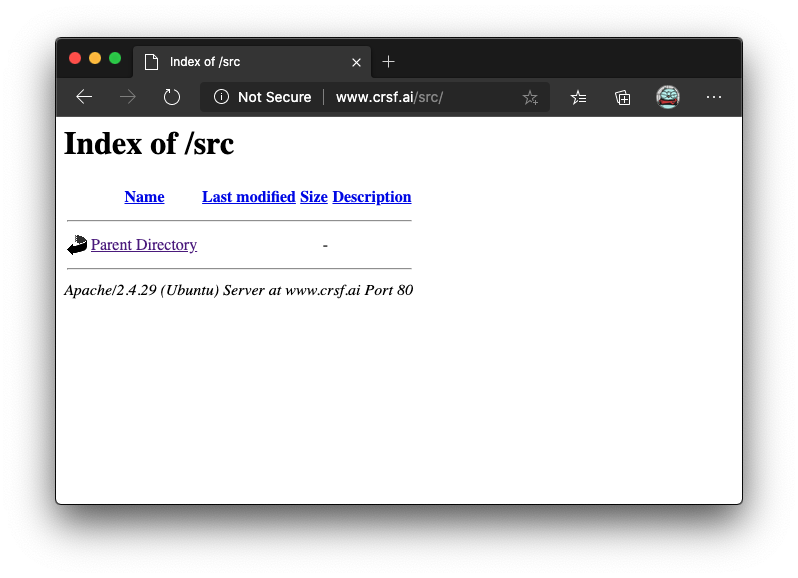 Index of /src
Not Secure www.crsf.ai/src/
Index of /src
Name Last modified Size Description
Parent Directory -
Apache/2.4.29 (Ubuntu) Server at www.crsf.ai Port 80